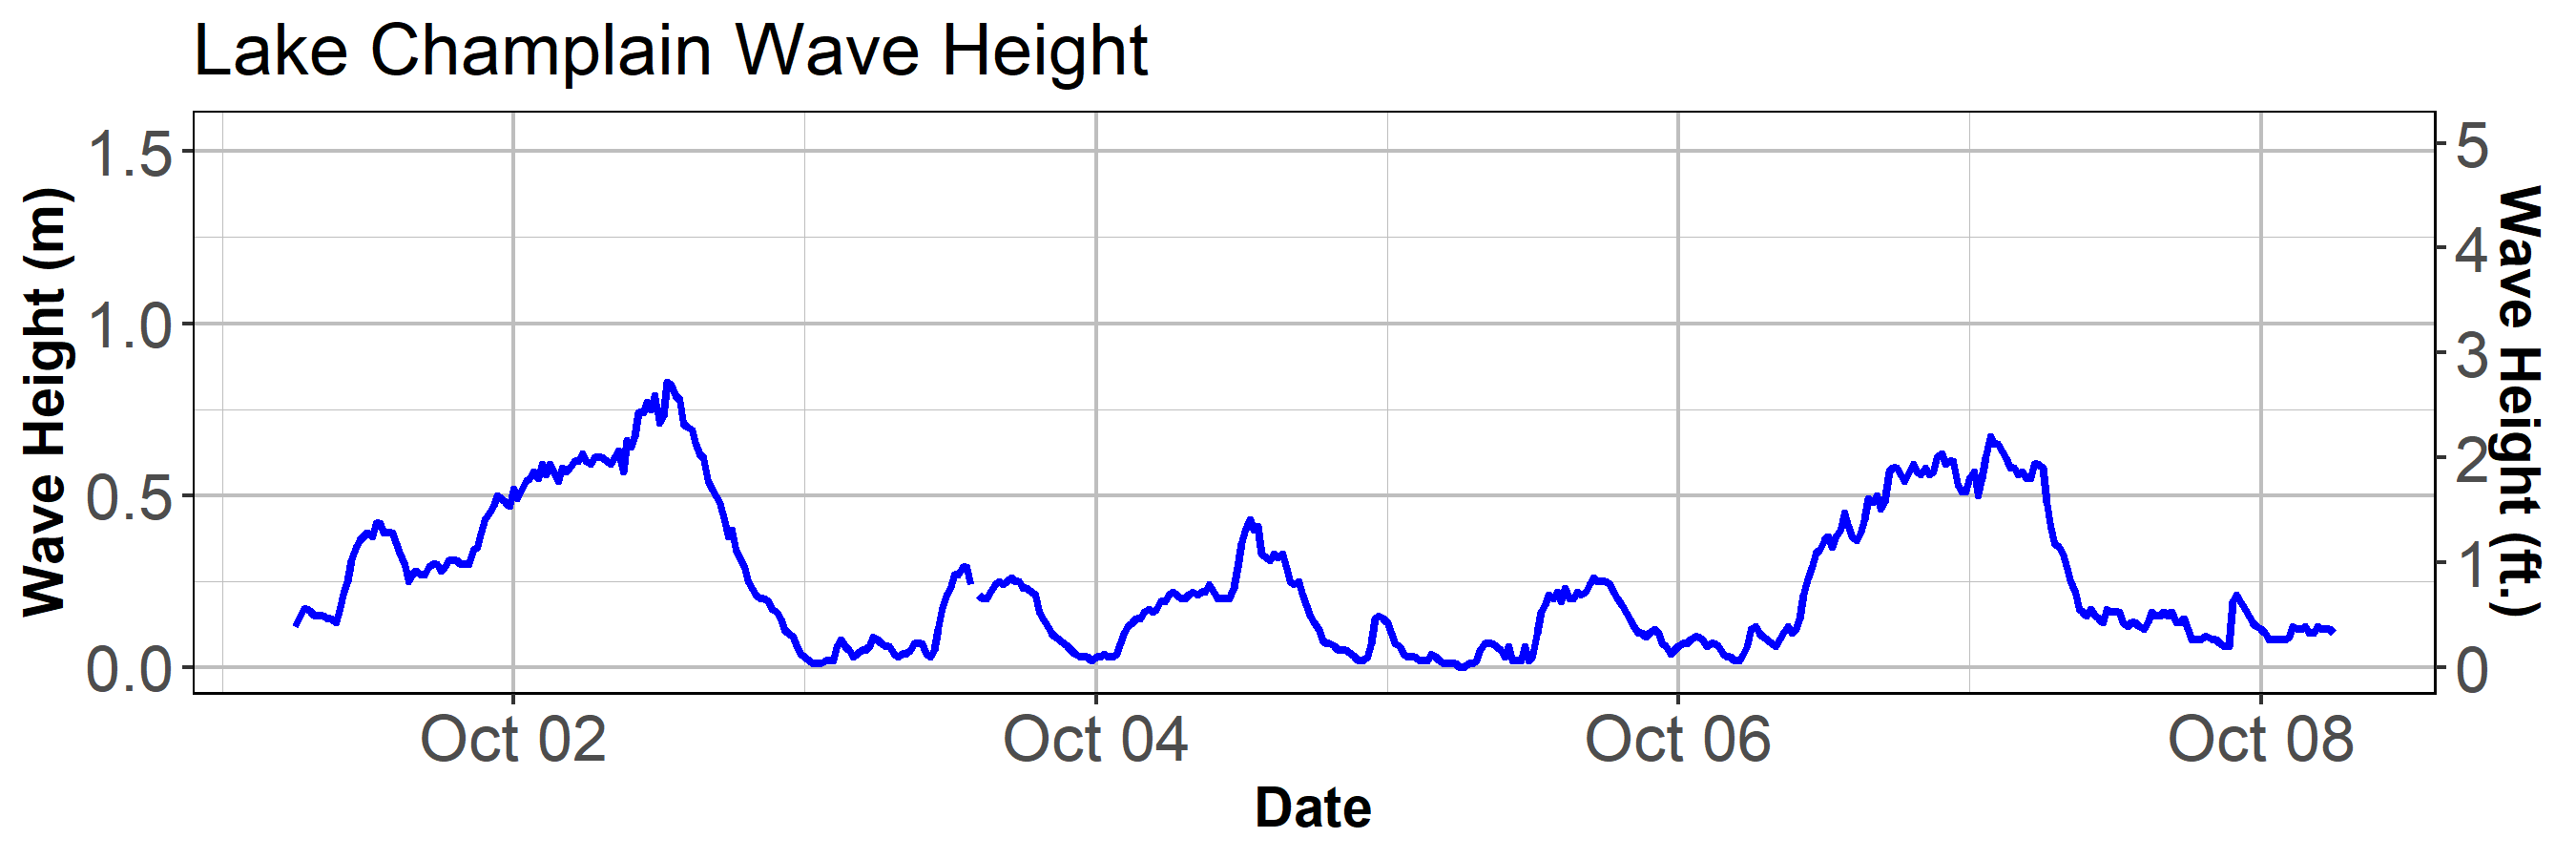 Lake Champlain Wave Height
Wave Height (m)
1.5
1.0
0.5
0.0
5
4
3
2
1
0
Wave Height (ft.)
Oct 02
Oct 04
Oct 06
Oct 08
Date